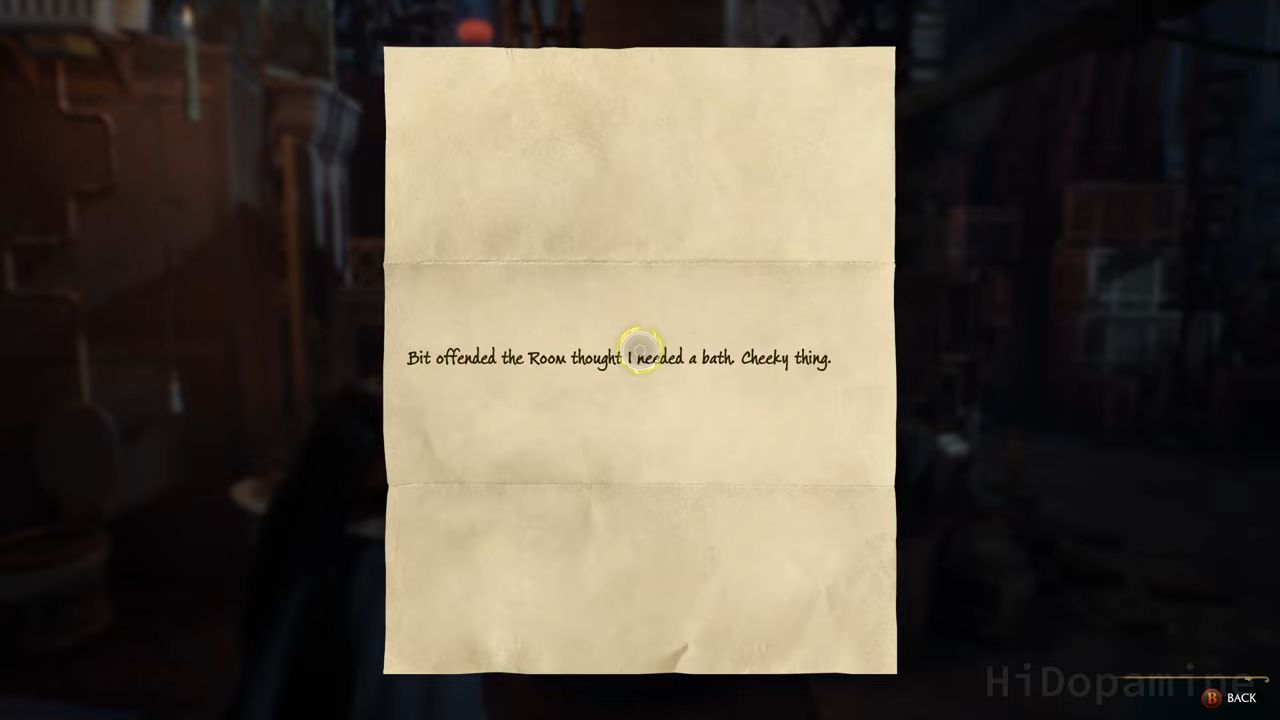 Bit offended the Room thought I needed a bath. Cheeky thing.
HiDopamine
B BACK